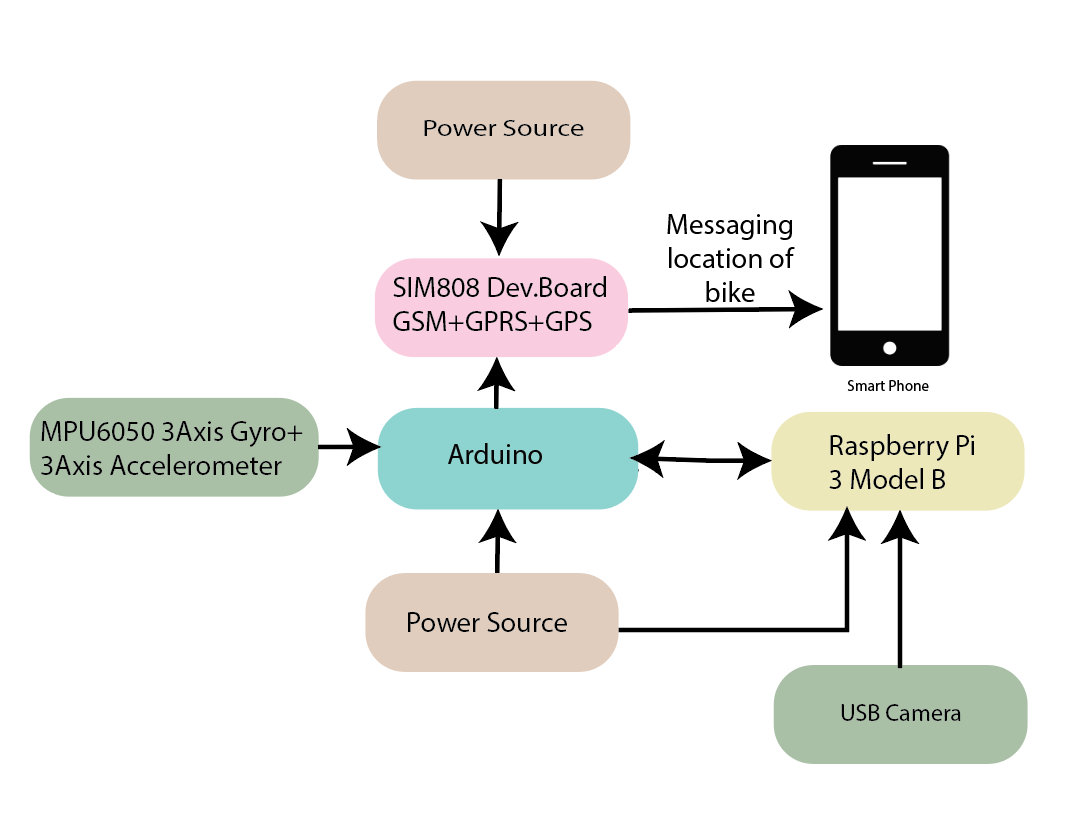 Power Source
Messaging
location of
bike
SIM808 Dev.Board
GSM+GPRS+GPS
Smart Phone
MPU6050 3Axis Gyro+
3Axis Accelerometer
Arduino
Raspberry Pi
3 Model B
Power Source
USB Camera